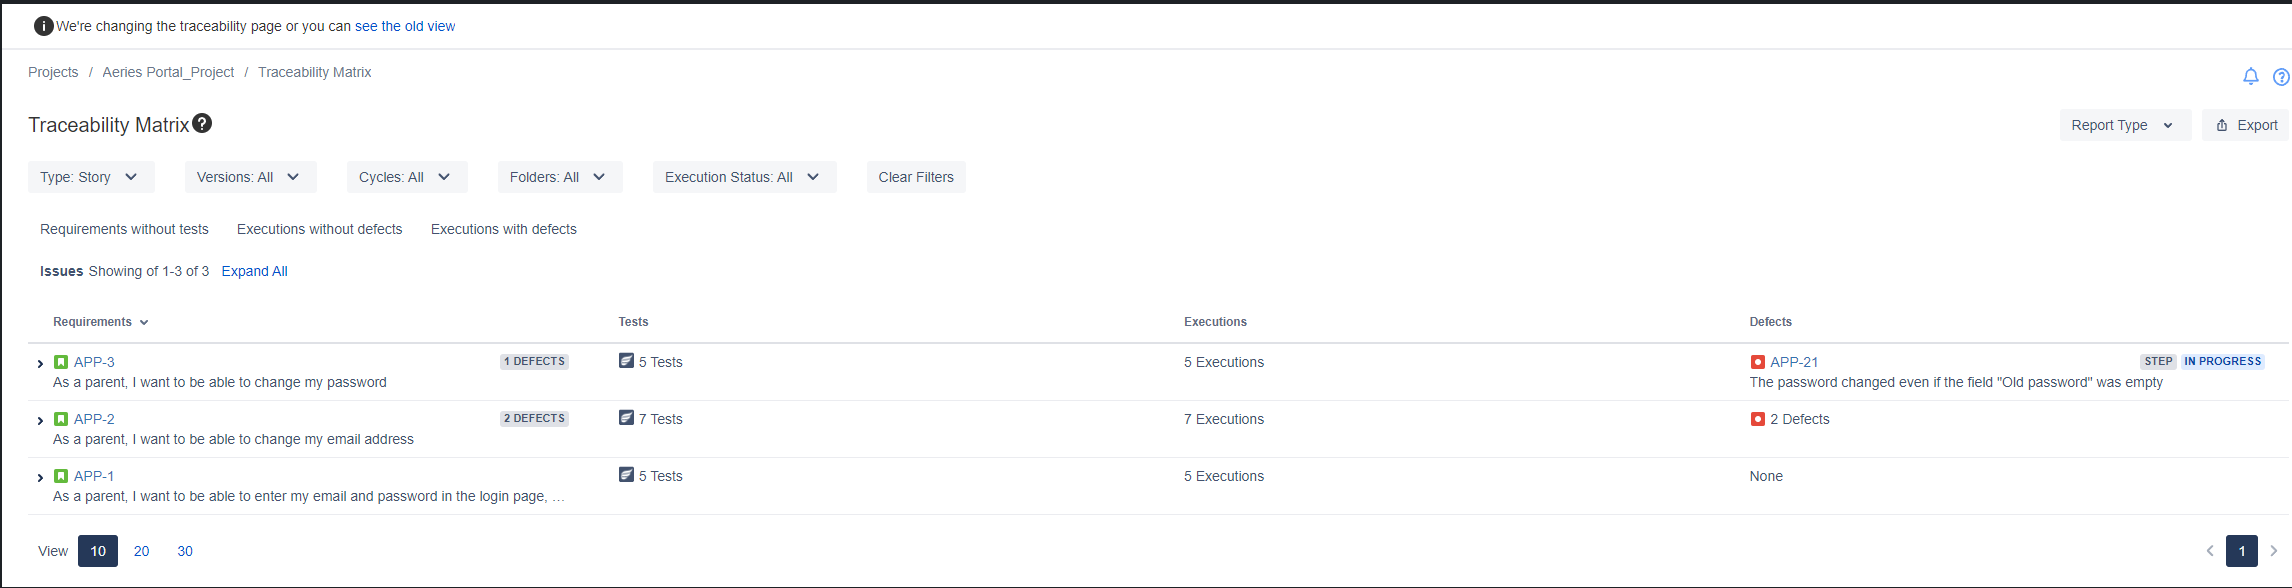 We're changing the traceability page or you can see the old view
Projects / Aeries Portal_Project / Traceability Matrix
Traceability Matrix
Report Type
Export
Type: Story
Versions: All
Cycles: All
Folders: All
Execution Status: All
Clear Filters
Requirements without tests
Executions without defects
Executions with defects
Issues Showing of 1-3 of 3 Expand All
Requirements
Tests
Executions
Defects
APP-3
1 DEFECTS
5 Tests
5 Executions
APP-21
STEP
IN PROGRESS
As a parent, I want to be able to change my password
The password changed even if the field "Old password" was empty
APP-2
2 DEFECTS
7 Tests
7 Executions
2 Defects
As a parent, I want to be able to change my email address
APP-1
5 Tests
5 Executions
None
As a parent, I want to be able to enter my email and password in the login page, ...
View 10 20 30
1